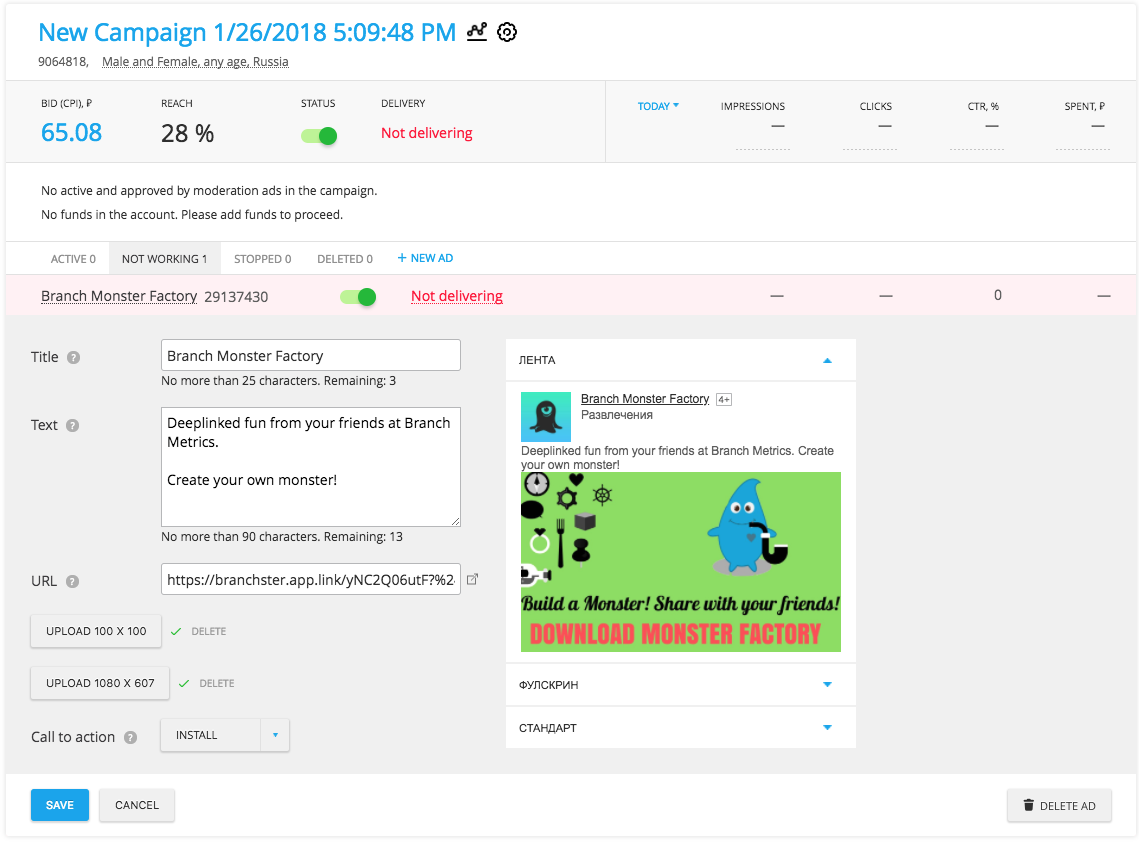 New Campaign 1/26/2018 5:09:48 PM
9064818, Male and Female, any age, Russia
BID (CPI), ₽ REACH STATUS DELIVERY
65.08 28 % Not delivering
TODAY IMPRESSIONS CLICKS CTR, % SPENT, ₽
— — — —
No active and approved by moderation ads in the campaign.
No funds in the account. Please add funds to proceed.
ACTIVE 0 NOT WORKING 1 STOPPED 0 DELETED 0 + NEW AD
Branch Monster Factory 29137430 Not delivering — — 0 —
Title ?
Branch Monster Factory
No more than 25 characters. Remaining: 3
Text ?
Deeplinked fun from your friends at Branch
Metrics.
Create your own monster!
No more than 90 characters. Remaining: 13
URL ?
https://branchster.app.link/yNC2Q06utF?%2
UPLOAD 100 X 100 DELETE
UPLOAD 1080 X 607 DELETE
Call to action ? INSTALL
ЛЕНТА
Branch Monster Factory 4+
Развлечения
Deeplinked fun from your friends at Branch Metrics. Create
your own monster!
Build a Monster! Share with your friends!
DOWNLOAD MONSTER FACTORY
ФУЛСКРИН
СТАНДАРТ
SAVE CANCEL DELETE AD